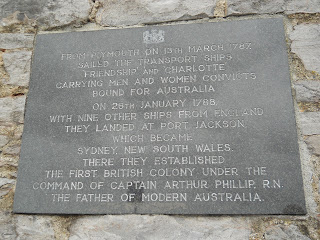 FROM PLYMOUTH ON 13TH MARCH 1787,
SAILED THE TRANSPORT SHIPS
FRIENDSHIP AND CHARLOTTE
CARRYING MEN AND WOMEN CONVICTS
BOUND FOR AUSTRALIA
ON 26TH JANUARY 1788,
WITH NINE OTHER SHIPS FROM ENGLAND
THEY LANDED AT PORT JACKSON,
WHICH BECAME
SYDNEY, NEW SOUTH WALES.
THERE THEY ESTABLISHED
THE FIRST BRITISH COLONY UNDER THE
COMMAND OF CAPTAIN ARTHUR PHILLIP, R.N.
THE FATHER OF MODERN AUSTRALIA.